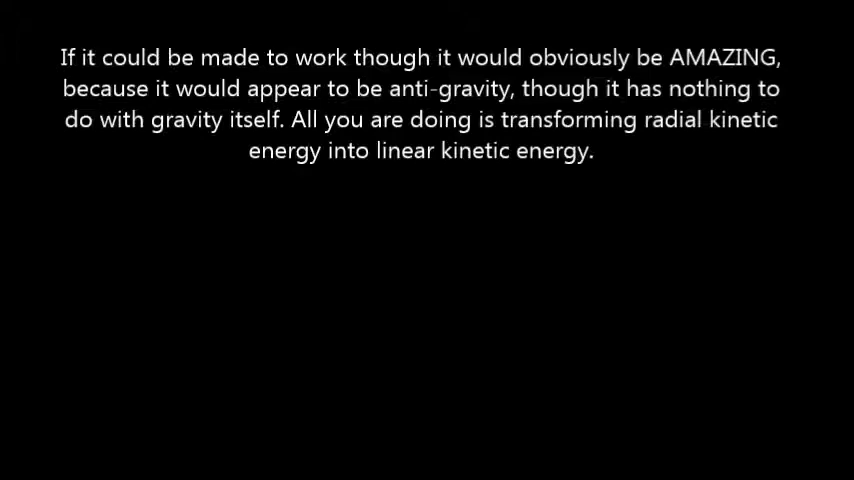 If it could be made to work though it would obviously be AMAZING,
because it would appear to be anti-gravity, though it has nothing to
do with gravity itself. All you are doing is transforming radial kinetic
energy into linear kinetic energy.